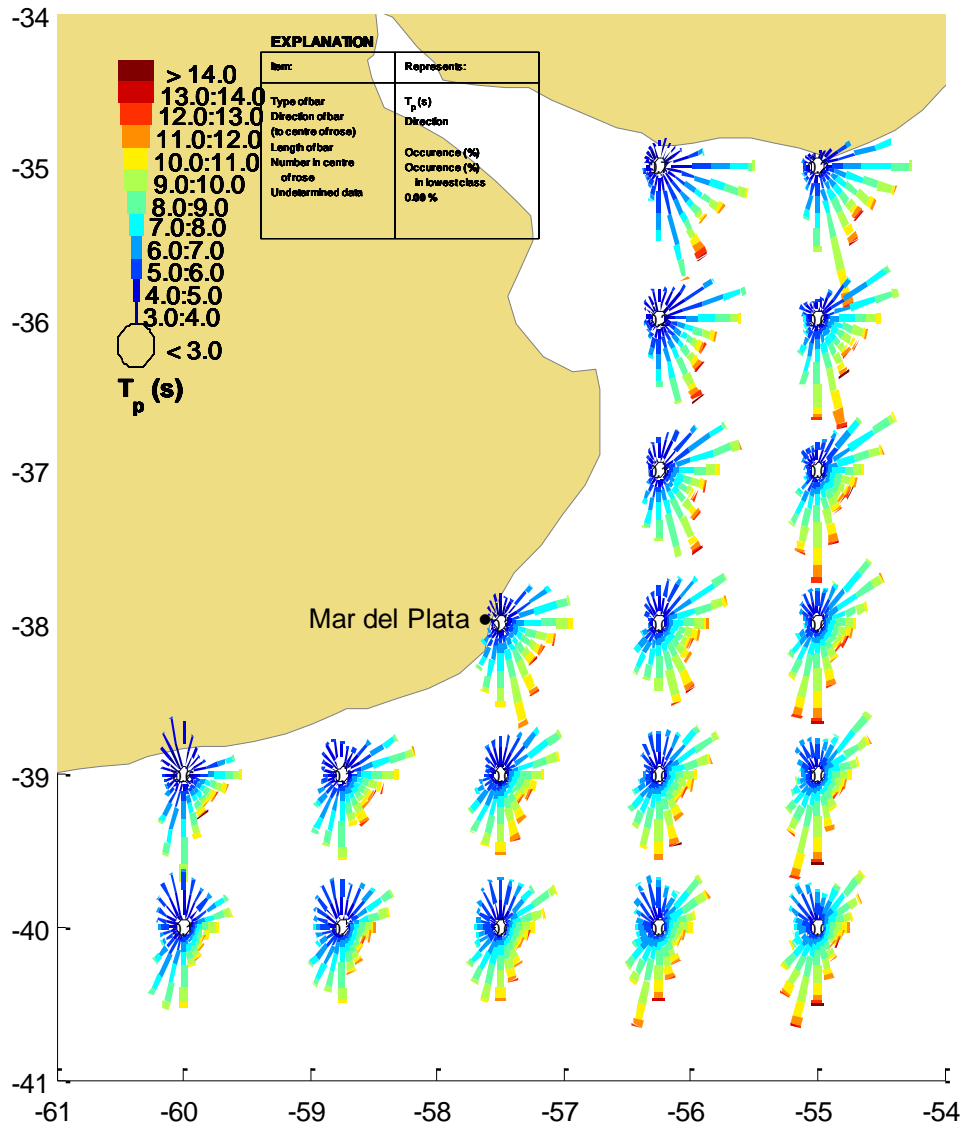 -34
-35
-36
-37
-38
-39
-40
-41
-61
-60
-59
-58
-57
-56
-55
-54
> 14.0
13.0:14.0
12.0:13.0
11.0:12.0
10.0:11.0
9.0:10.0
8.0:9.0
7.0:8.0
6.0:7.0
5.0:6.0
4.0:5.0
3.0:4.0
< 3.0
Tp (s)
EXPLANATION
Item: Represents:
Type of bar Tp (s)
Direction of bar Direction
(to centre of rose)
Length of bar Occurence (%)
Number in centre Occurence (%)
of rose in lowest class
Undetermined data 0.00 %
Mar del Plata